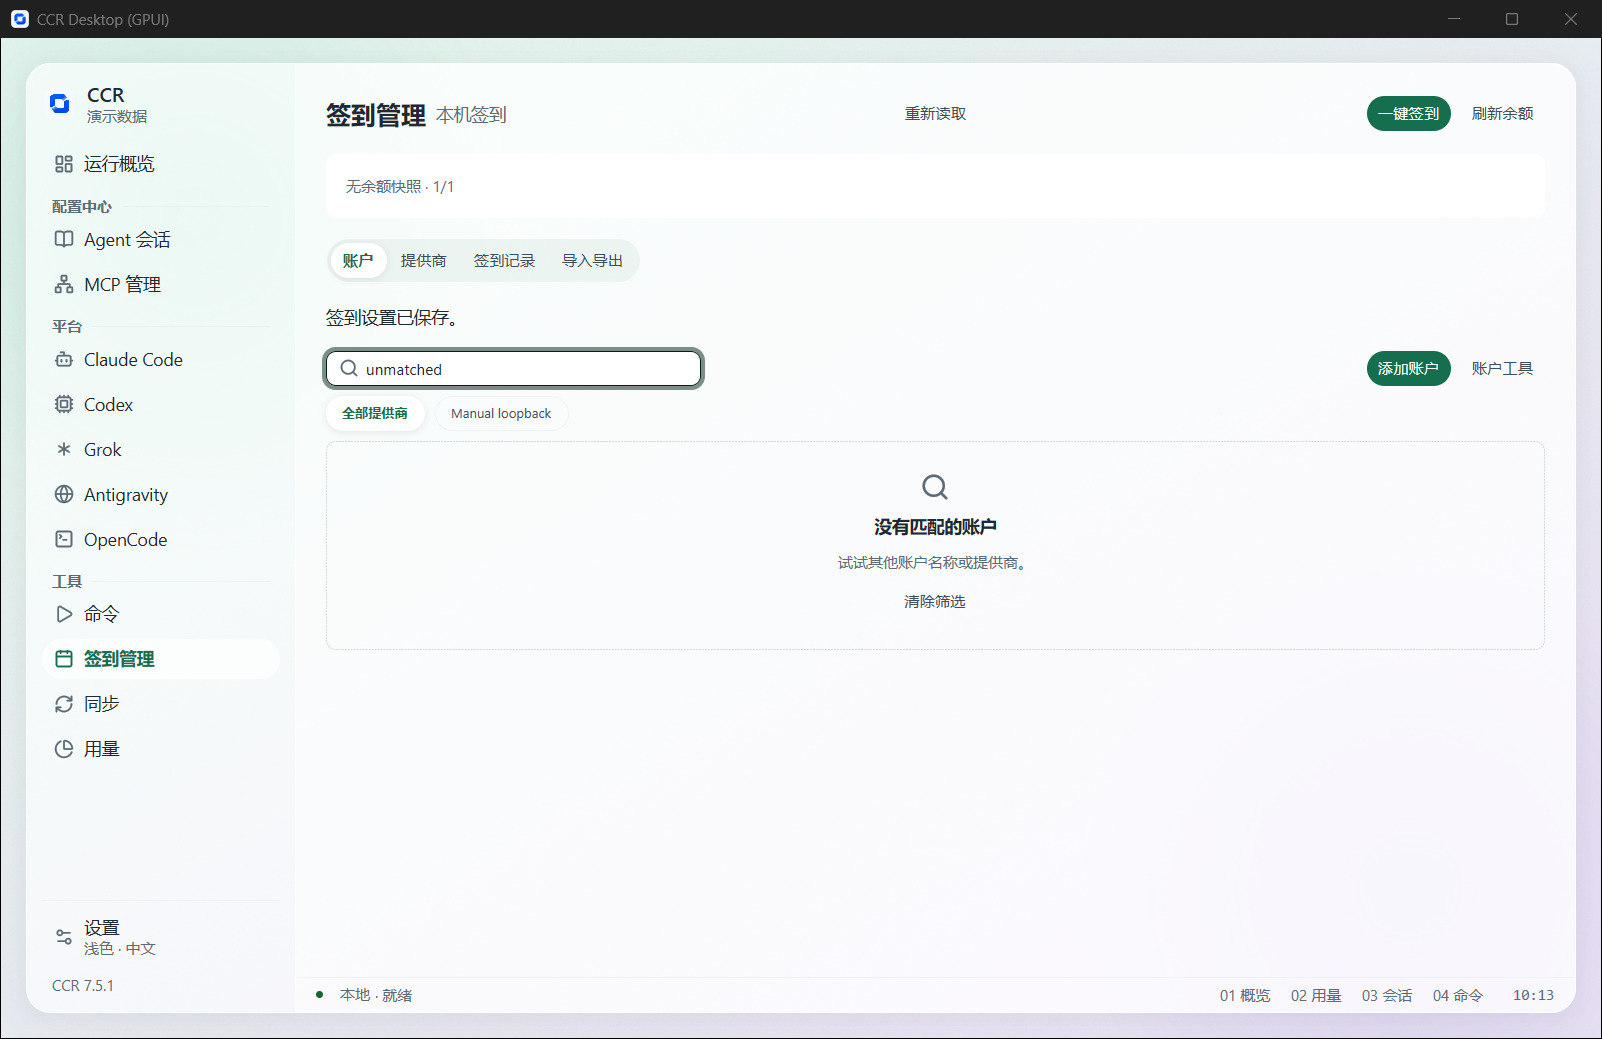 CCR Desktop (GPUI)
CCR
演示数据
运行概览
配置中心
Agent 会话
MCP 管理
平台
Claude Code
Codex
Grok
Antigravity
OpenCode
工具
命令
签到管理
同步
用量
设置
浅色 · 中文
CCR 7.5.1
签到管理 本机签到
重新读取
一键签到
刷新余额
无余额快照 · 1/1
账户
提供商
签到记录
导入导出
签到设置已保存。
unmatched
添加账户
账户工具
全部提供商
Manual loopback
没有匹配的账户
试试其他账户名称或提供商。
清除筛选
本地 · 就绪
01 概览
02 用量
03 会话
04 命令
10:13